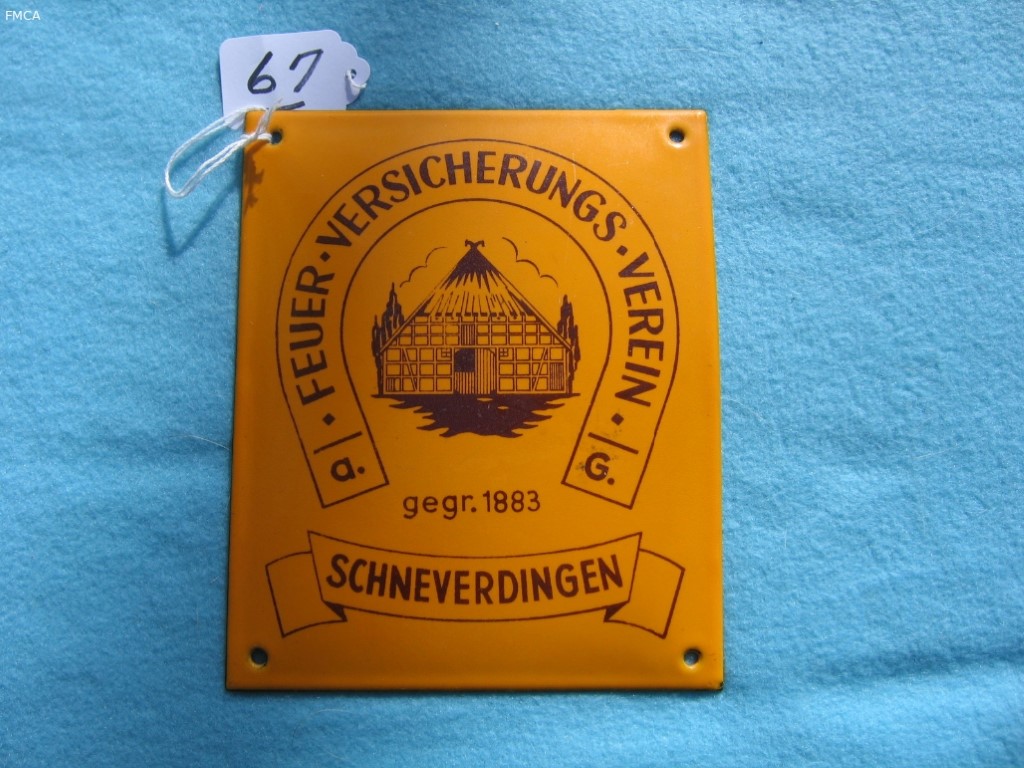 FMCA
67
· FEUER · VERSICHERUNGS · VEREIN ·
a. G.
gegr. 1883
SCHNEVERDINGEN